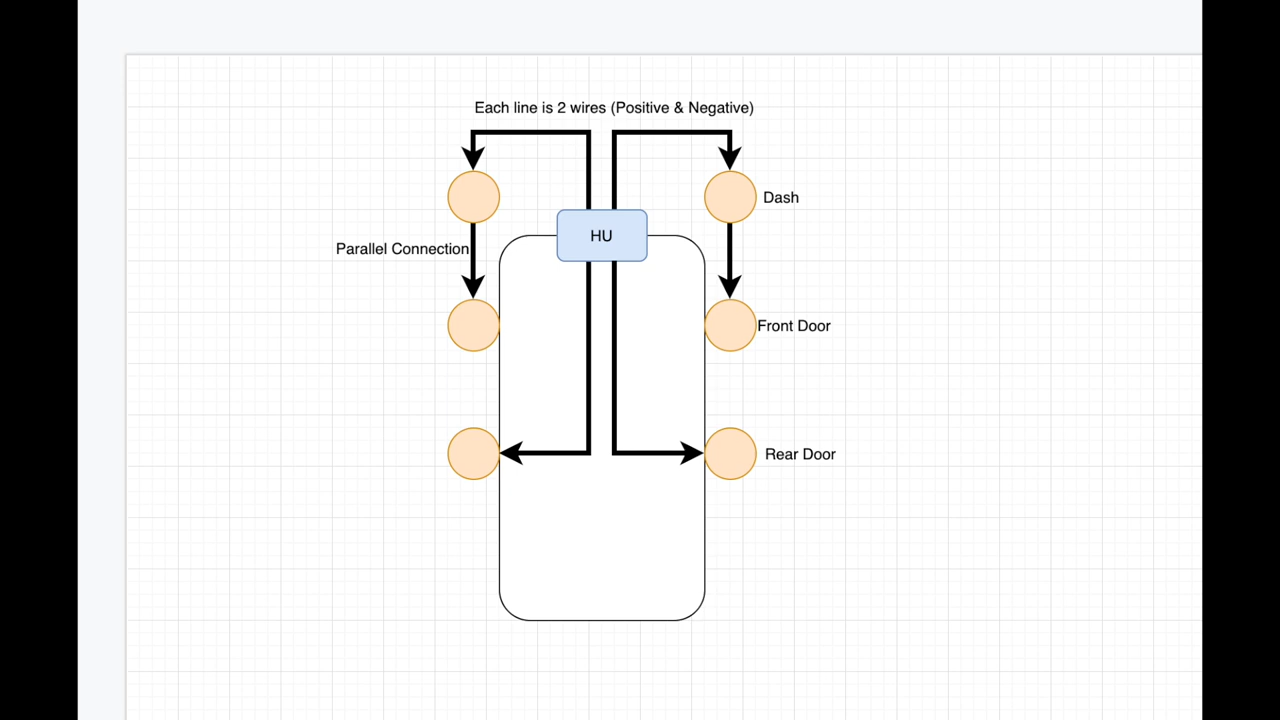 Each line is 2 wires (Positive & Negative)
Dash
HU
Parallel Connection
Front Door
Rear Door